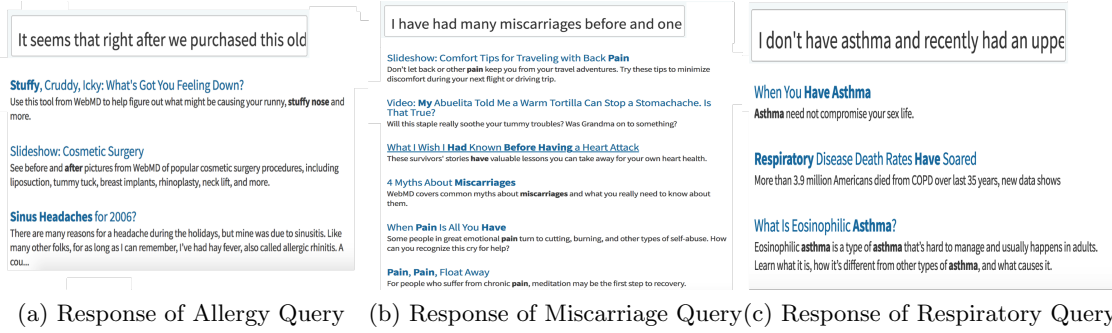 It seems that right after we purchased this old
Stuffy, Cruddy, Icky: What's Got You Feeling Down?
Use this tool from WebMD to help figure out what might be causing your runny, stuffy nose and
more.
Slideshow: Cosmetic Surgery
See before and after pictures from WebMD of popular cosmetic surgery procedures, including
liposuction, tummy tuck, breast implants, rhinoplasty, neck lift, and more.
Sinus Headaches for 2006?
There are many reasons for a headache during the holidays, but mine was due to sinusitis. Like
many other folks, for as long as I can remember, I've had hay fever, also called allergic rhinitis. A
cou...
(a) Response of Allergy Query
I have had many miscarriages before and one
Slideshow: Comfort Tips for Traveling with Back Pain
Don't let back or other pain keep you from your travel adventures. Try these tips to minimize
discomfort during your next flight or driving trip.
Video: My Abuelita Told Me a Warm Tortilla Can Stop a Stomachache. Is
That True?
Will this staple really soothe your tummy troubles? Was Grandma on to something?
What I Wish I Had Known Before Having a Heart Attack
These survivors' stories have valuable lessons you can take away for your own heart health.
4 Myths About Miscarriages
WebMD covers common myths about miscarriages and what you really need to know about
them.
When Pain Is All You Have
Some people in great emotional pain turn to cutting, burning, and other types of self-abuse. How
can you recognize this cry for help?
Pain, Pain, Float Away
For people who suffer from chronic pain, meditation may be the first step to recovery.
(b) Response of Miscarriage Query
I don't have asthma and recently had an uppe
When You Have Asthma
Asthma need not compromise your sex life.
Respiratory Disease Death Rates Have Soared
More than 3.9 million Americans died from COPD over last 35 years, new data shows
What Is Eosinophilic Asthma?
Eosinophilic asthma is a type of asthma that's hard to manage and usually happens in adults.
Learn what it is, how it's different from other types of asthma, and what causes it.
(c) Response of Respiratory Query